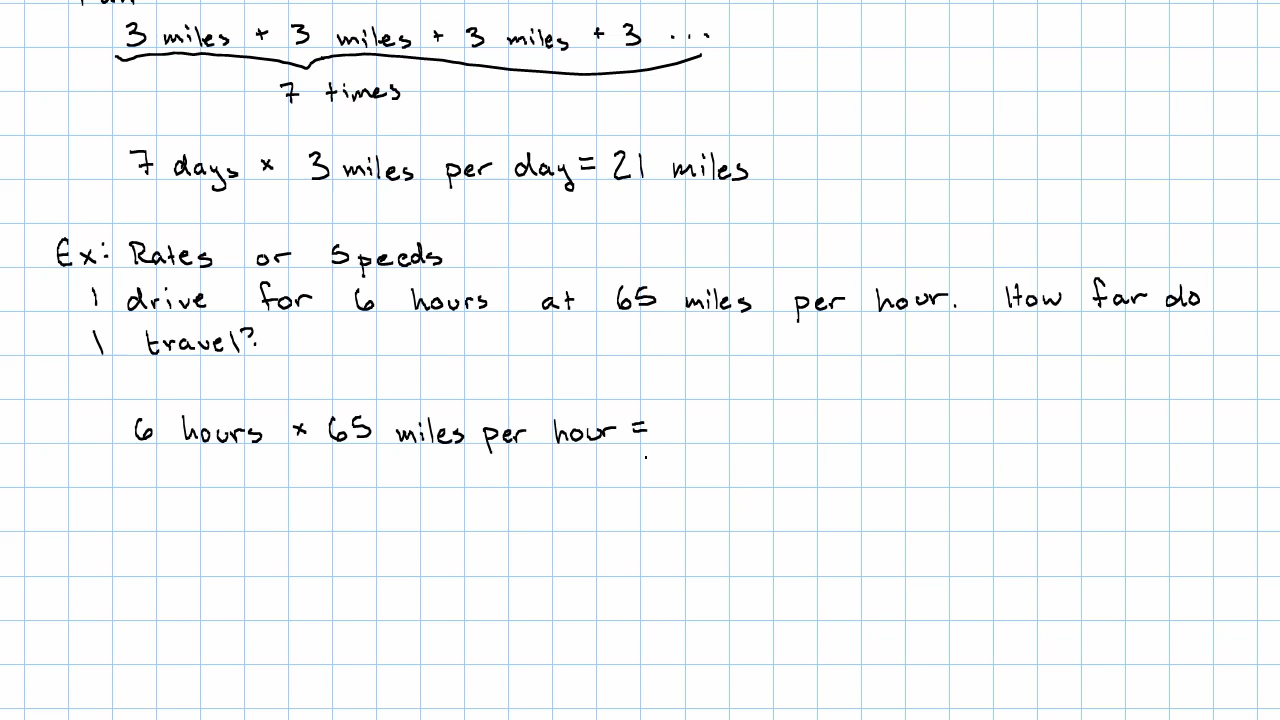 3 miles + 3 miles + 3 miles + 3 ...
7 times
7 days × 3 miles per day = 21 miles
Ex: Rates or Speeds
I drive for 6 hours at 65 miles per hour. How far do
I travel?
6 hours × 65 miles per hour =